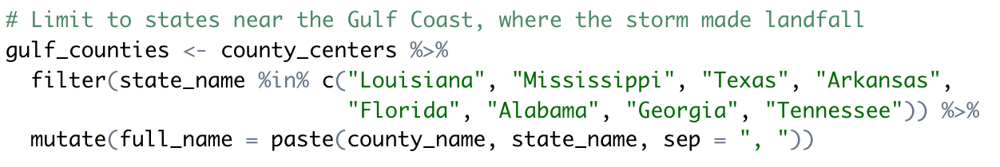 # Limit to states near the Gulf Coast, where the storm made landfall
gulf_counties <- county_centers %>%
  filter(state_name %in% c("Louisiana", "Mississippi", "Texas", "Arkansas",
                           "Florida", "Alabama", "Georgia", "Tennessee")) %>%
  mutate(full_name = paste(county_name, state_name, sep = ", "))